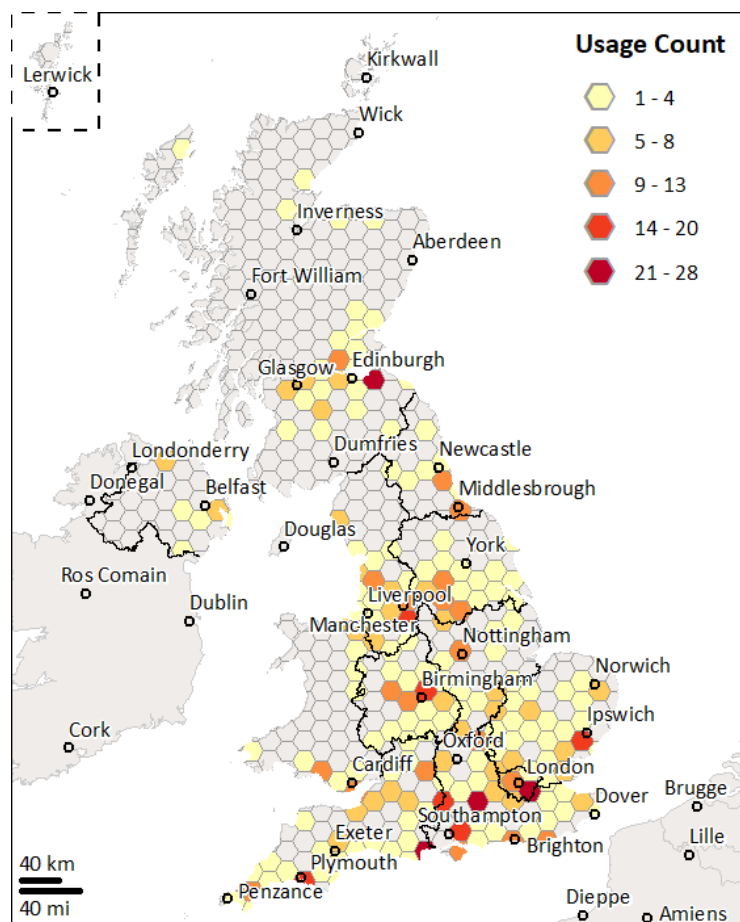 Usage Count
Kirkwall
Lerwick
1 - 4
Wick
5 - 8
9 - 13
Inverness
14 - 20
Aberdeen
21 - 28
Fort William
Edinburgh
Glasgow
Dumfries
Newcastle
Londonderry
Donegal
Belfast
Middlesbrough
Douglas
York
Ros Comain
Liverpool
Dublin
Manchester
Nottingham
Birmingham
Norwich
Ipswich
Cork
Oxford
Cardiff
London
Brugge
Dover
Southampton
Exeter
Brighton
Lille
40 km
Plymouth
Penzance
40 mi
Dieppe
Amiens